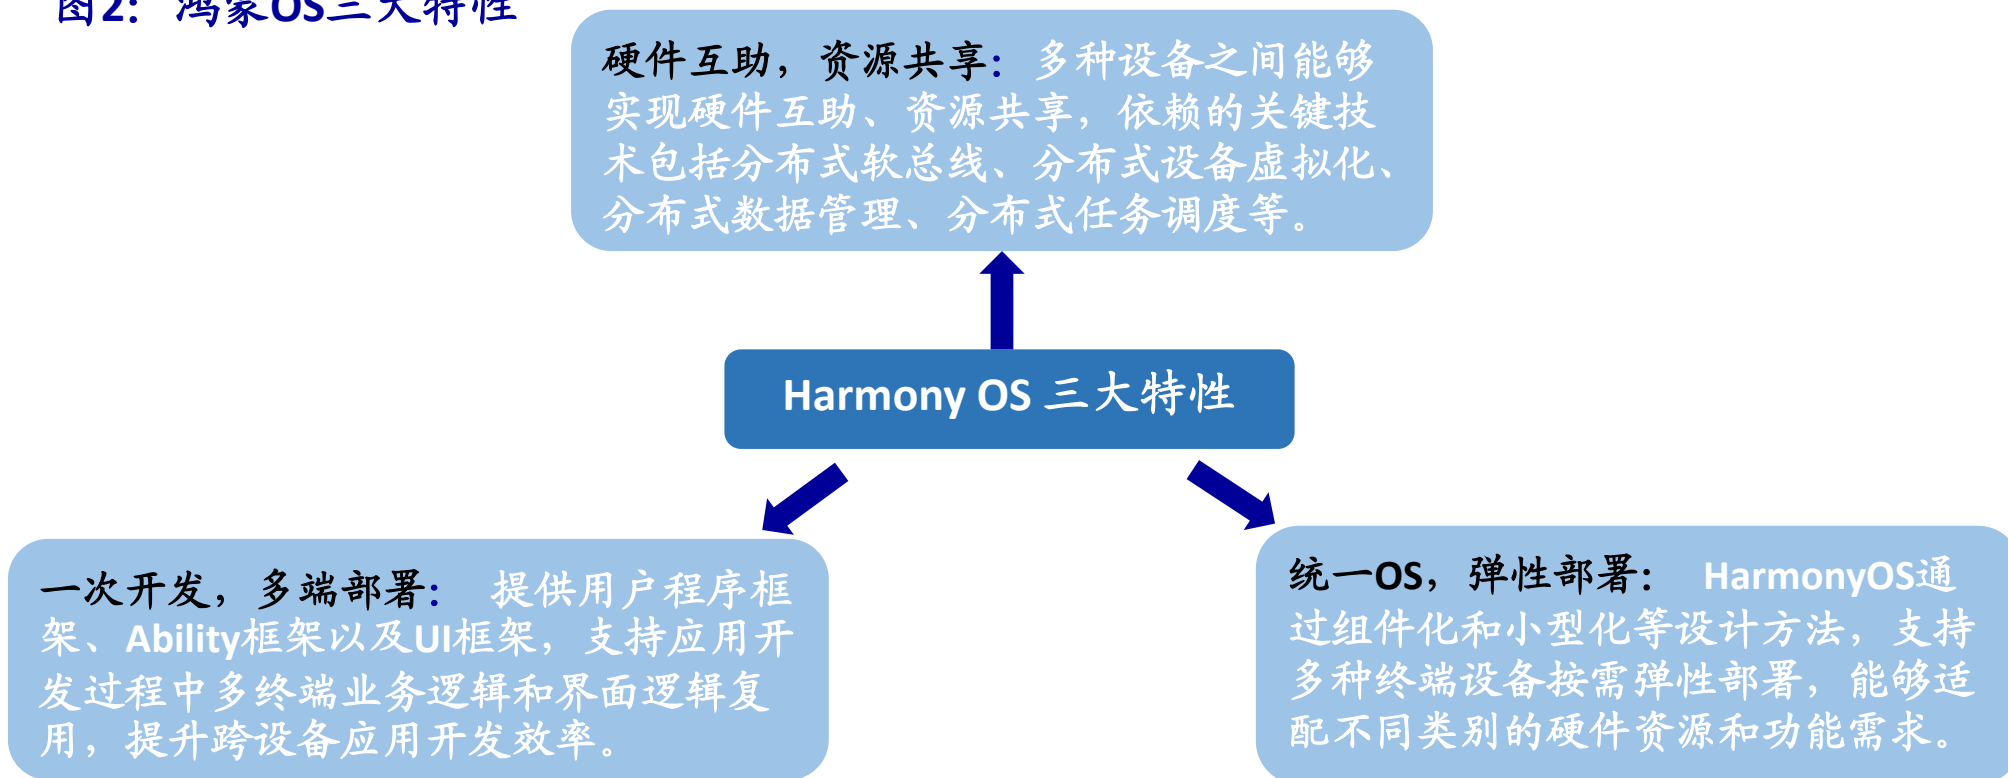 图2： 鸿蒙OS三大特性
硬件互助，资源共享：多种设备之间能够
实现硬件互助、资源共享，依赖的关键技
术包括分布式软总线、分布式设备虚拟化、
分布式数据管理、分布式任务调度等。
Harmony OS 三大特性
一次开发，多端部署： 提供用户程序框
架、Ability框架以及UI框架，支持应用开
发过程中多终端业务逻辑和界面逻辑复
用，提升跨设备应用开发效率。
统一OS，弹性部署： HarmonyOS通
过组件化和小型化等设计方法，支持
多种终端设备按需弹性部署，能够适
配不同类别的硬件资源和功能需求。